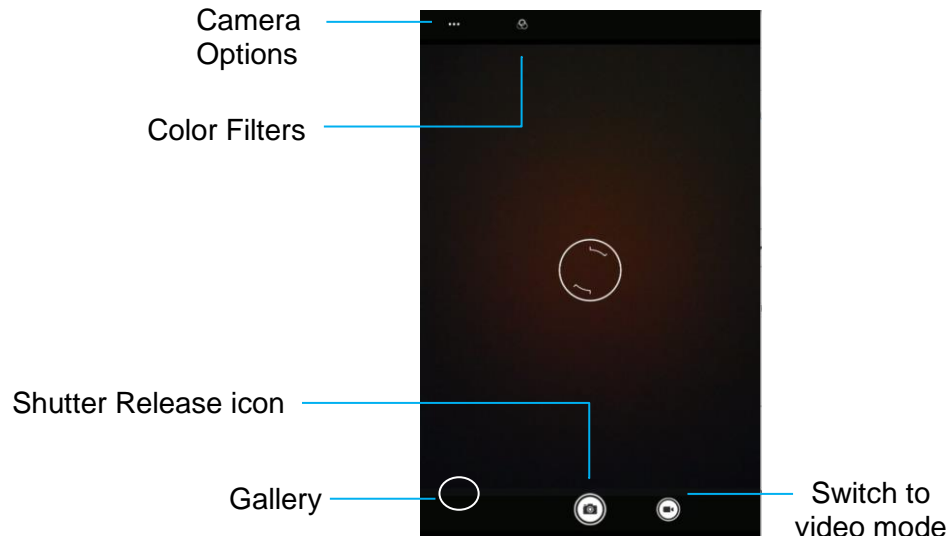 Camera
Options
Color Filters
Shutter Release icon
Gallery
Switch to
video mode